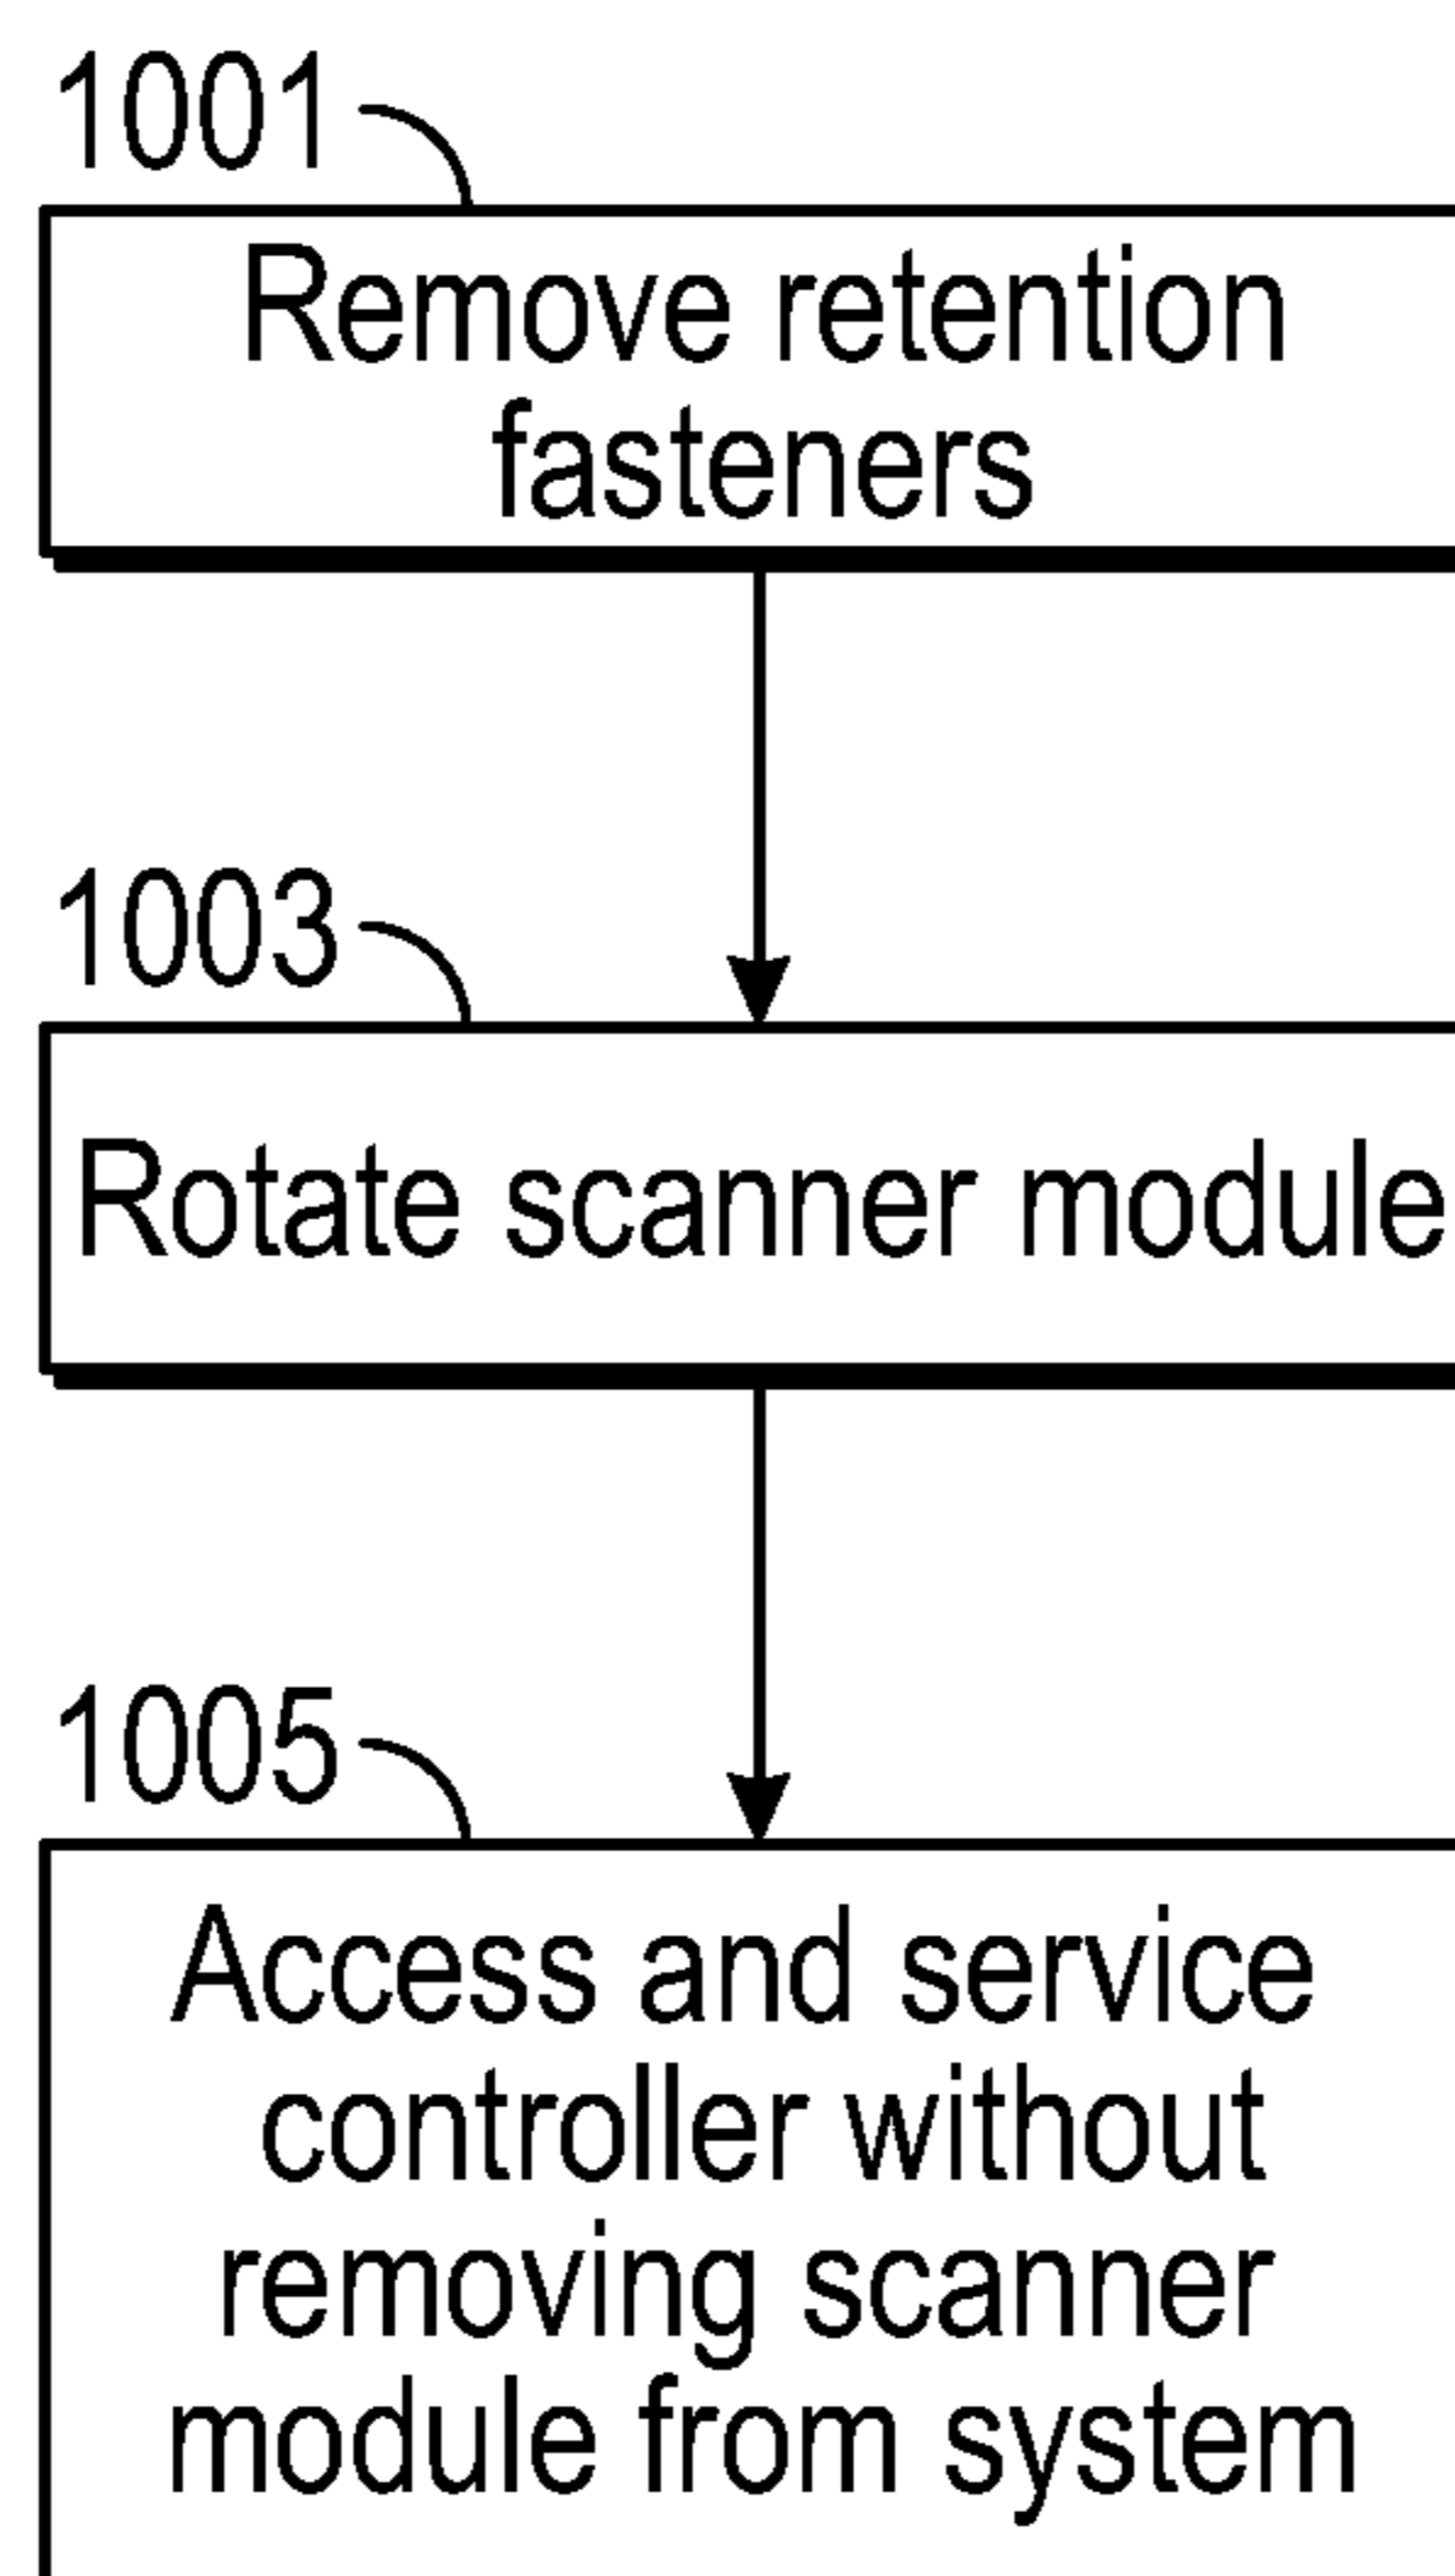 1001
Remove retention
fasteners
1003
Rotate scanner module
1005
Access and service
controller without
removing scanner
module from system